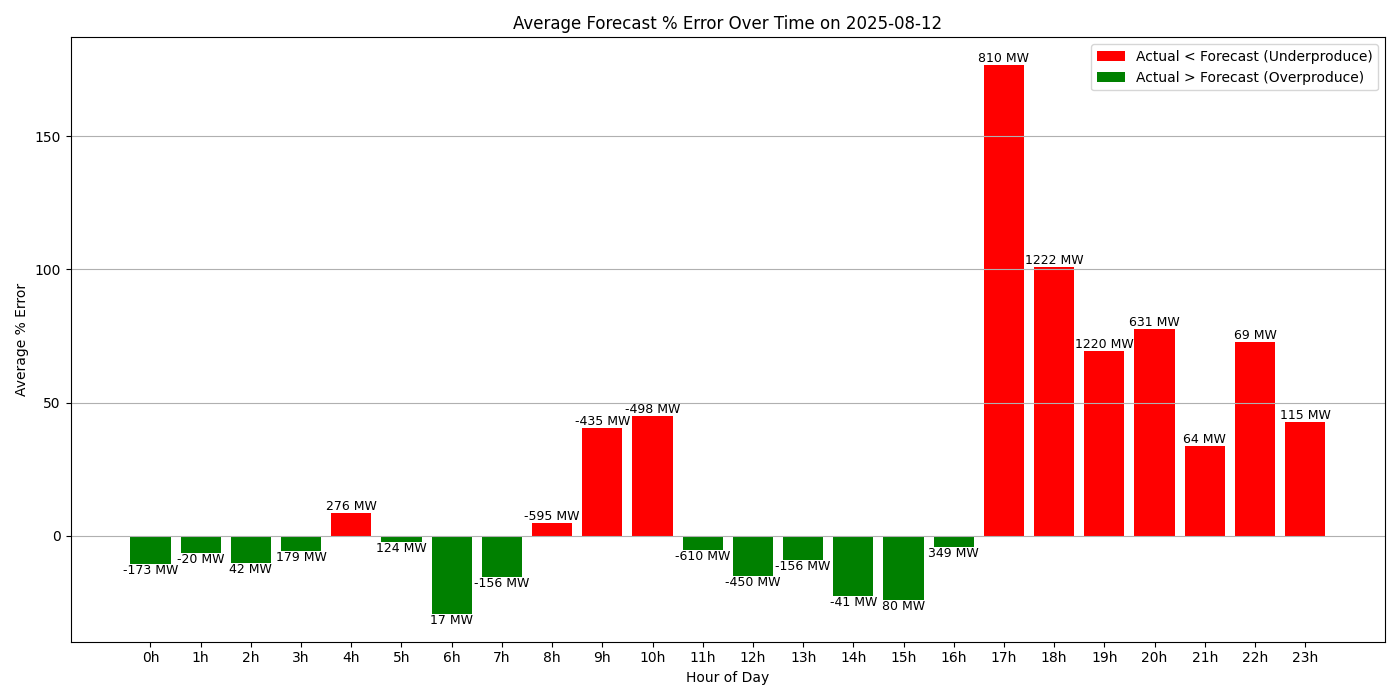 Average Forecast % Error Over Time on 2025-08-12
Actual < Forecast (Underproduce)
Actual > Forecast (Overproduce)
Average % Error
150
100
50
0
-173 MW
-20 MW
42 MW
179 MW
276 MW
124 MW
17 MW
-156 MW
-595 MW
-435 MW
-498 MW
-610 MW
-450 MW
-156 MW
-41 MW
80 MW
349 MW
810 MW
1222 MW
1220 MW
631 MW
64 MW
69 MW
115 MW
0h 1h 2h 3h 4h 5h 6h 7h 8h 9h 10h 11h 12h 13h 14h 15h 16h 17h 18h 19h 20h 21h 22h 23h
Hour of Day